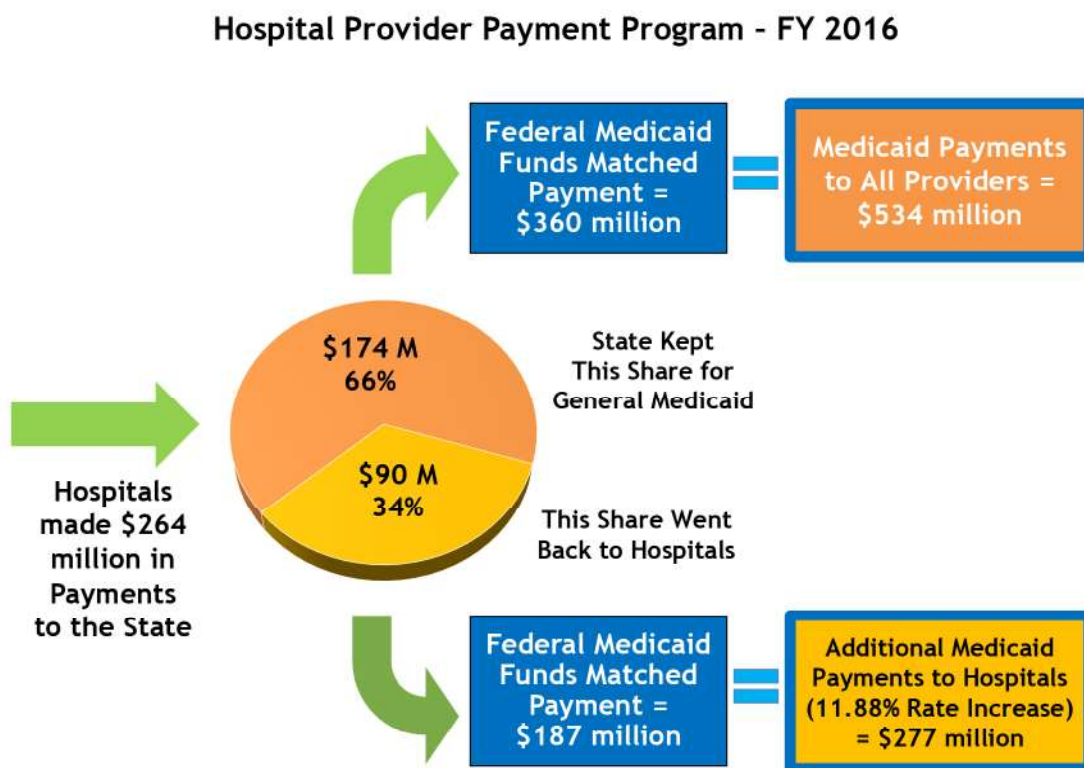 Hospital Provider Payment Program - FY 2016
Federal Medicaid
Funds Matched
Payment =
$360 million
Medicaid Payments
to All Providers =
$534 million
$174 M
66%
State Kept
This Share for
General Medicaid
$90 M
34%
This Share Went
Back to Hospitals
Hospitals
made $264
million in
Payments
to the State
Federal Medicaid
Funds Matched
Payment =
$187 million
Additional Medicaid
Payments to Hospitals
(11.88% Rate Increase)
= $277 million